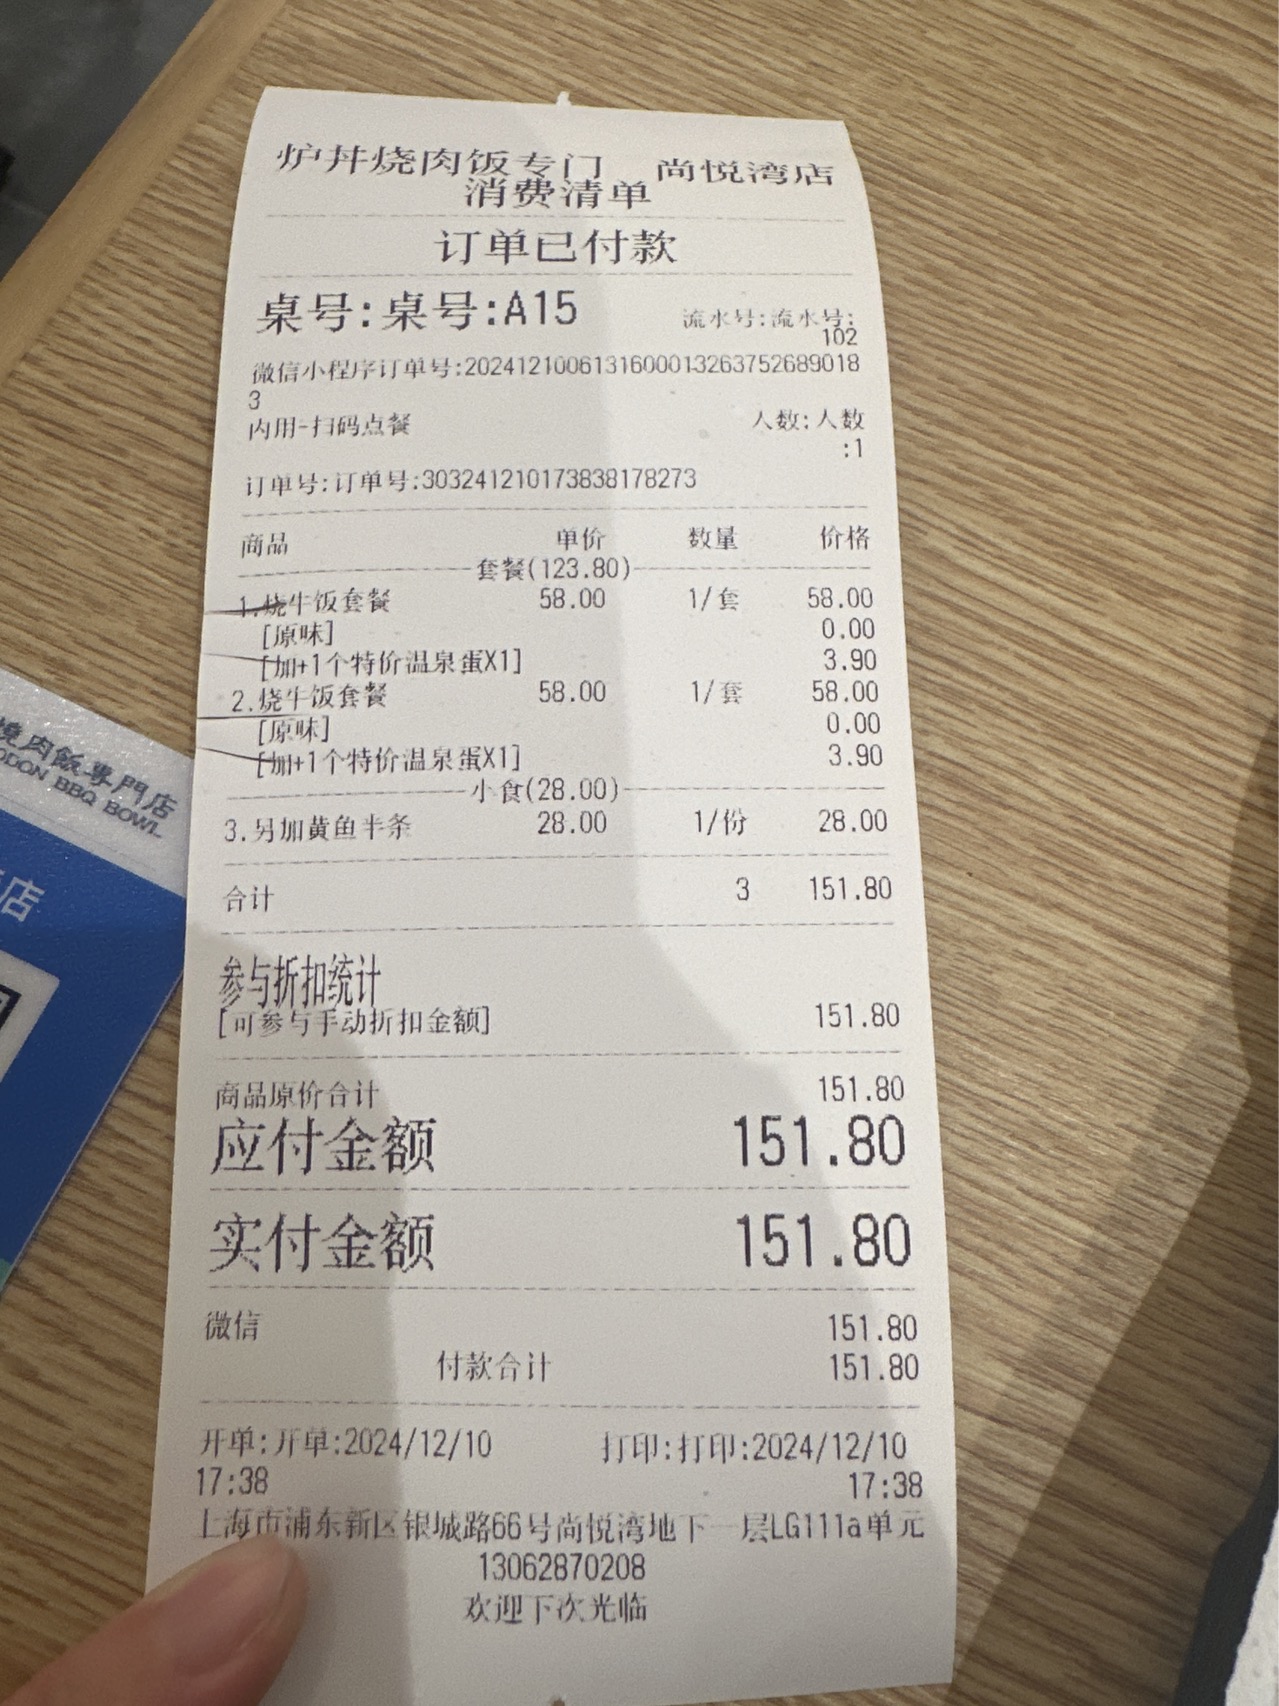 炉丼烧肉饭专门 尚悦湾店
消费清单
订单已付款
桌号:桌号:A15
流水号:流水号:
102
微信小程序订单号:2024121006131600013263752689018
3
内用-扫码点餐
人数:人数
:1
订单号:订单号:303241210173838178273
商品 单价 数量 价格
套餐(123.80)
1.烧牛饭套餐 58.00 1/套 58.00
[原味] 0.00
[加+1个特价温泉蛋X1] 3.90
2.烧牛饭套餐 58.00 1/套 58.00
[原味] 0.00
[加+1个特价温泉蛋X1] 3.90
小食(28.00)
3.另加黄鱼半条 28.00 1/份 28.00
合计 3 151.80
参与折扣统计
[可参与手动折扣金额] 151.80
商品原价合计 151.80
应付金额 151.80
实付金额 151.80
微信 151.80
付款合计 151.80
开单:开单:2024/12/10 打印:打印:2024/12/10
17:38 17:38
上海市浦东新区银城路66号尚悦湾地下一层LG111a单元
13062870208
欢迎下次光临
燒肉飯專門店
DON BBQ BOWL
店